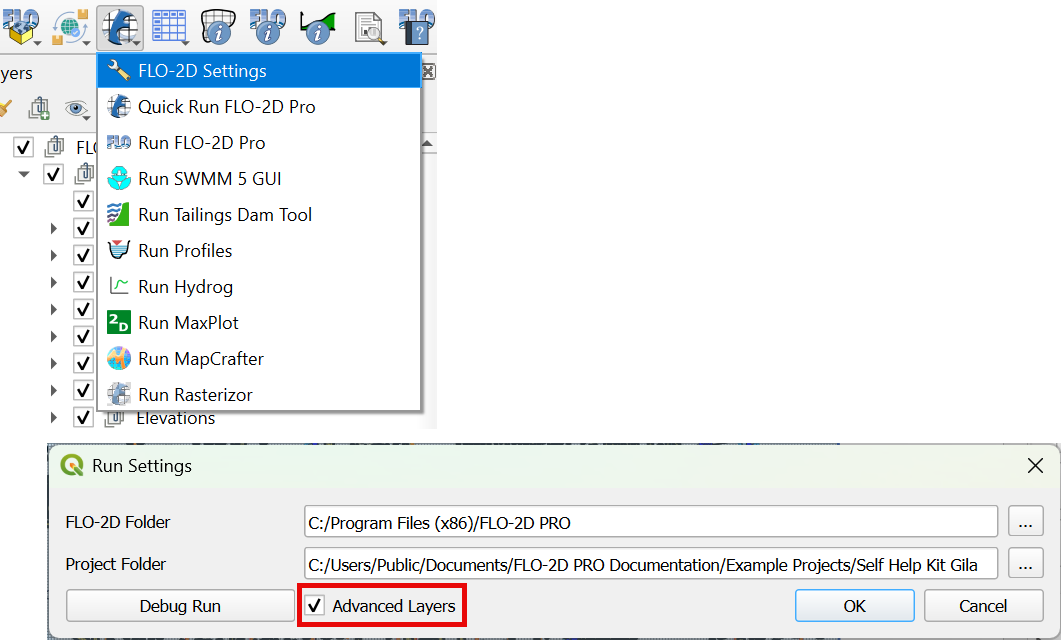 FLO-2D Settings
yers
Quick Run FLO-2D Pro
Run FLO-2D Pro
FLO
Run SWMM 5 GUI
Run Tailings Dam Tool
Run Profiles
Run Hydrog
2D Run MaxPlot
Run MapCrafter
Run Rasterizor
Elevations
Run Settings
FLO-2D Folder
C:/Program Files (x86)/FLO-2D PRO
...
Project Folder
C:/Users/Public/Documents/FLO-2D PRO Documentation/Example Projects/Self Help Kit Gila
...
Debug Run
Advanced Layers
OK
Cancel